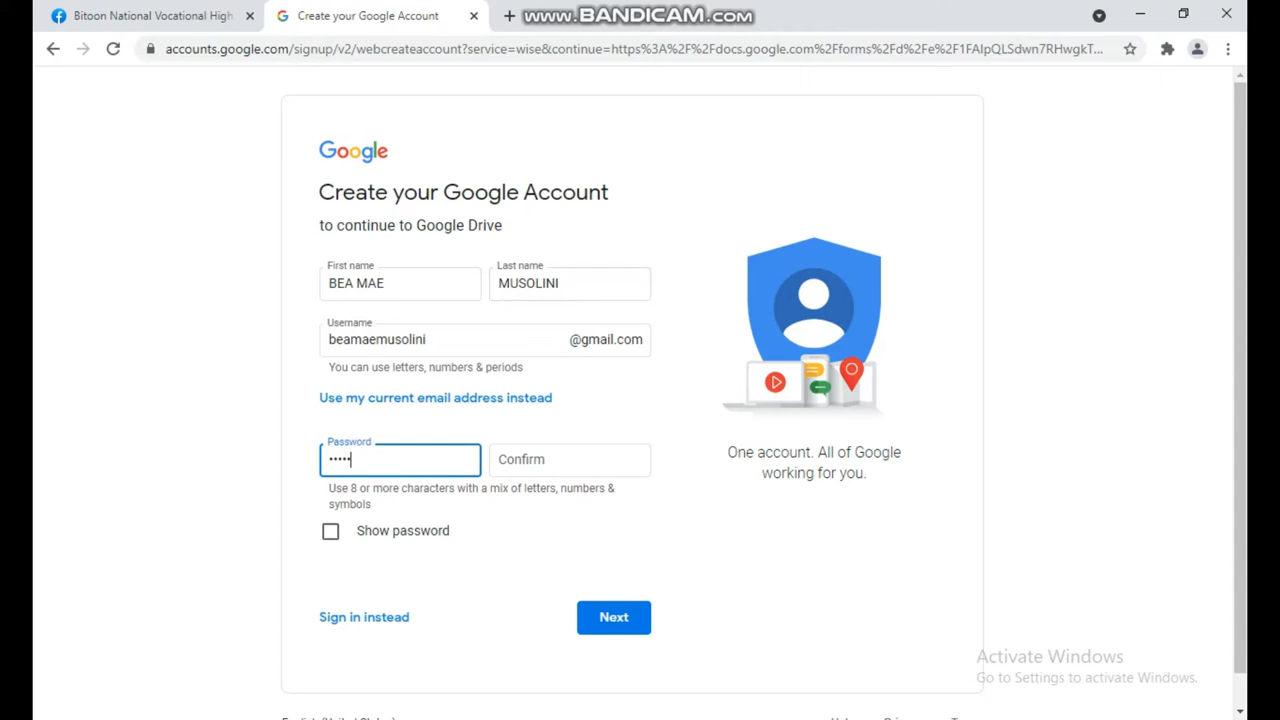 Bitoon National Vocational High
Create your Google Account
www.BANDICAM.com
accounts.google.com/signup/v2/webcreateaccount?service=wise&continue=https%3A%2F%2Fdocs.google.com%2Fforms%2Fd%2Fe%2F1FAIpQLSdwn7RHwgkT...
Google
Create your Google Account
to continue to Google Drive
First name
Last name
BEA MAE
MUSOLINI
Username
beamaemusolini
@gmail.com
You can use letters, numbers & periods
Use my current email address instead
Password
•••••
Confirm
Use 8 or more characters with a mix of letters, numbers &
symbols
Show password
One account. All of Google
working for you.
Sign in instead
Next
Activate Windows
Go to Settings to activate Windows.